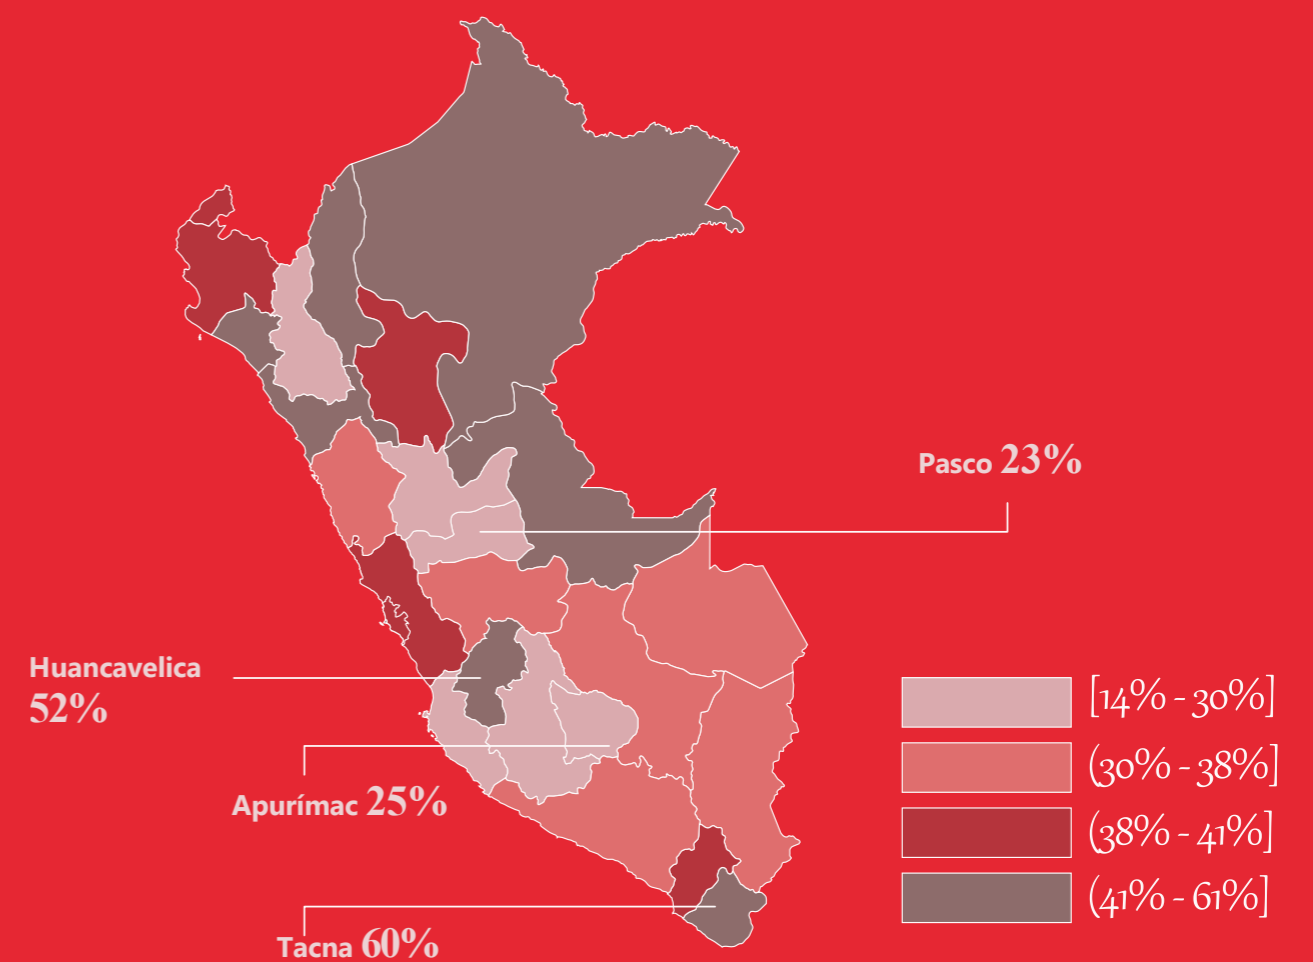 Pasco 23%
Huancavelica
52%
[14% - 30%]
(30% - 38%]
(38% - 41%]
(41% - 61%]
Apurímac 25%
Tacna 60%